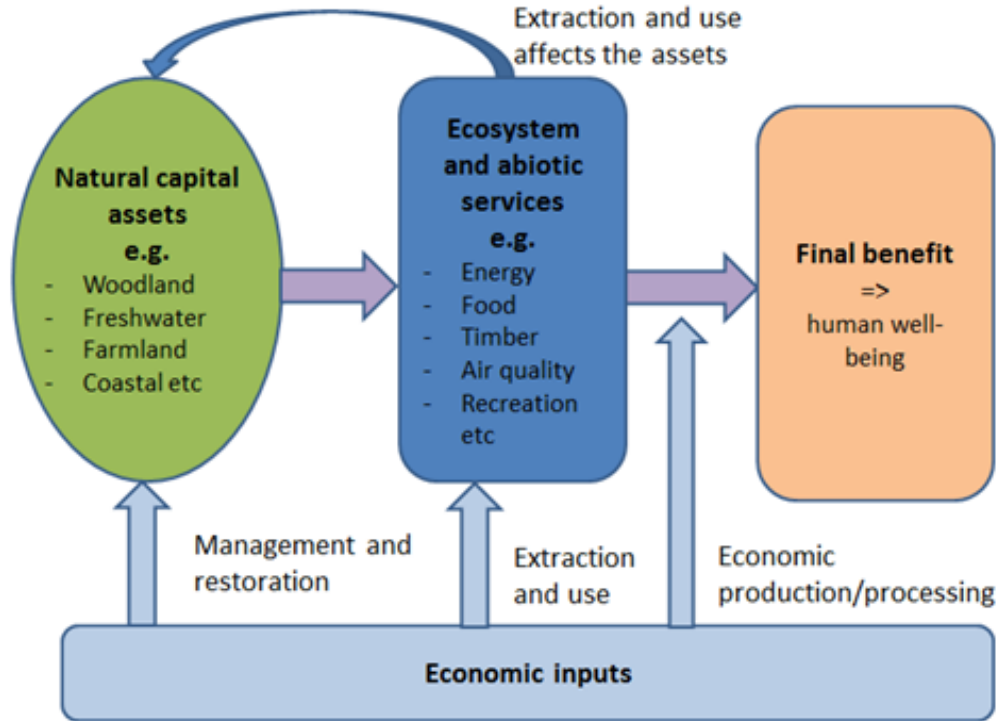 Extraction and use
affects the assets
Natural capital
assets
e.g.
- Woodland
- Freshwater
- Farmland
- Coastal etc
Ecosystem
and abiotic
services
e.g.
- Energy
- Food
- Timber
- Air quality
- Recreation
etc
Final benefit
=>
human well-
being
Management and
restoration
Extraction
and use
Economic
production/processing
Economic inputs